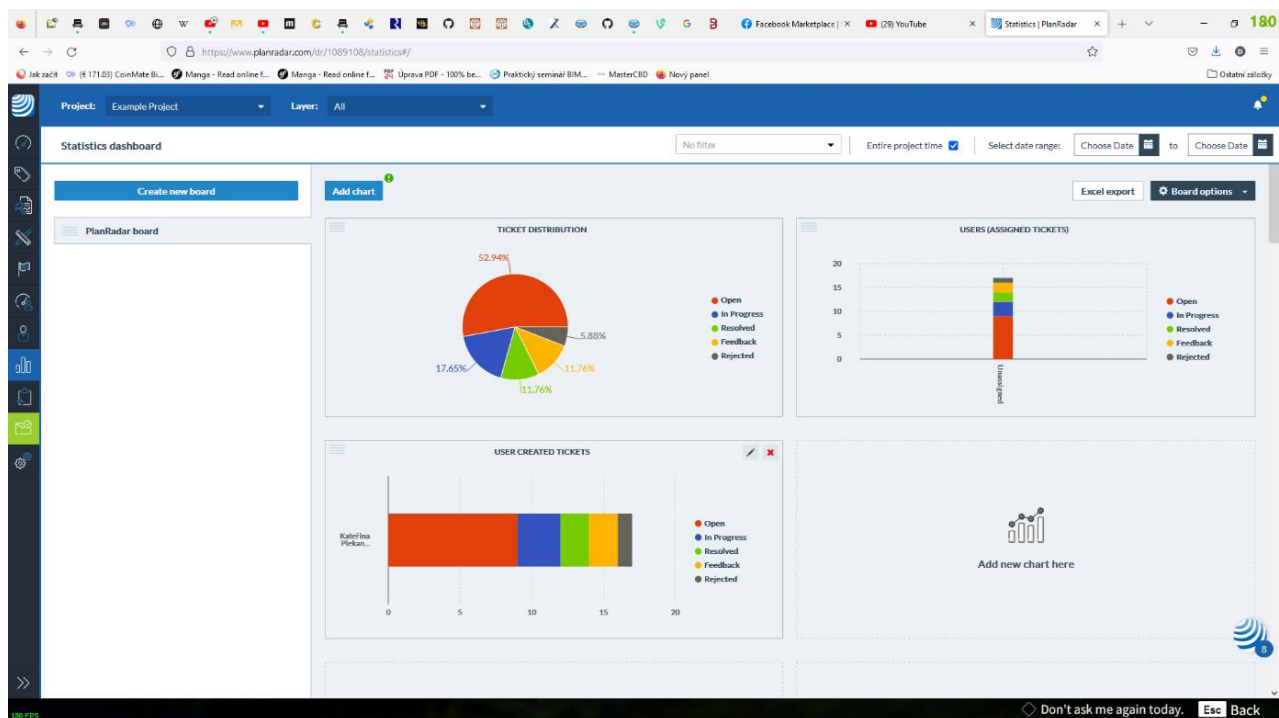 Facebook Marketplace |
(29) YouTube
Statistics | PlanRadar
180
https://www.planradar.com/dr/1089108/statistics#/
Jak začít
(€ 171.03) CoinMate Bi...
Manga - Read online f...
Manga - Read online f...
Úprava PDF - 100% be...
Praktický seminář BIM...
MasterCBD
Nový panel
Ostatní záložky
Project: Example Project
Layer: All
Statistics dashboard
No filter
Entire project time
Select date range:
Choose Date
to
Choose Date
Create new board
Add chart
Excel export
Board options
PlanRadar board
TICKET DISTRIBUTION
52.94%
5.88%
17.65%
11.76%
11.76%
Open
In Progress
Resolved
Feedback
Rejected
USERS (ASSIGNED TICKETS)
20
15
10
5
0
Unassigned
Open
In Progress
Resolved
Feedback
Rejected
USER CREATED TICKETS
Kateřina
Plekan...
0 5 10 15 20
Open
In Progress
Resolved
Feedback
Rejected
Add new chart here
8
180 FPS
Don't ask me again today.
Esc Back